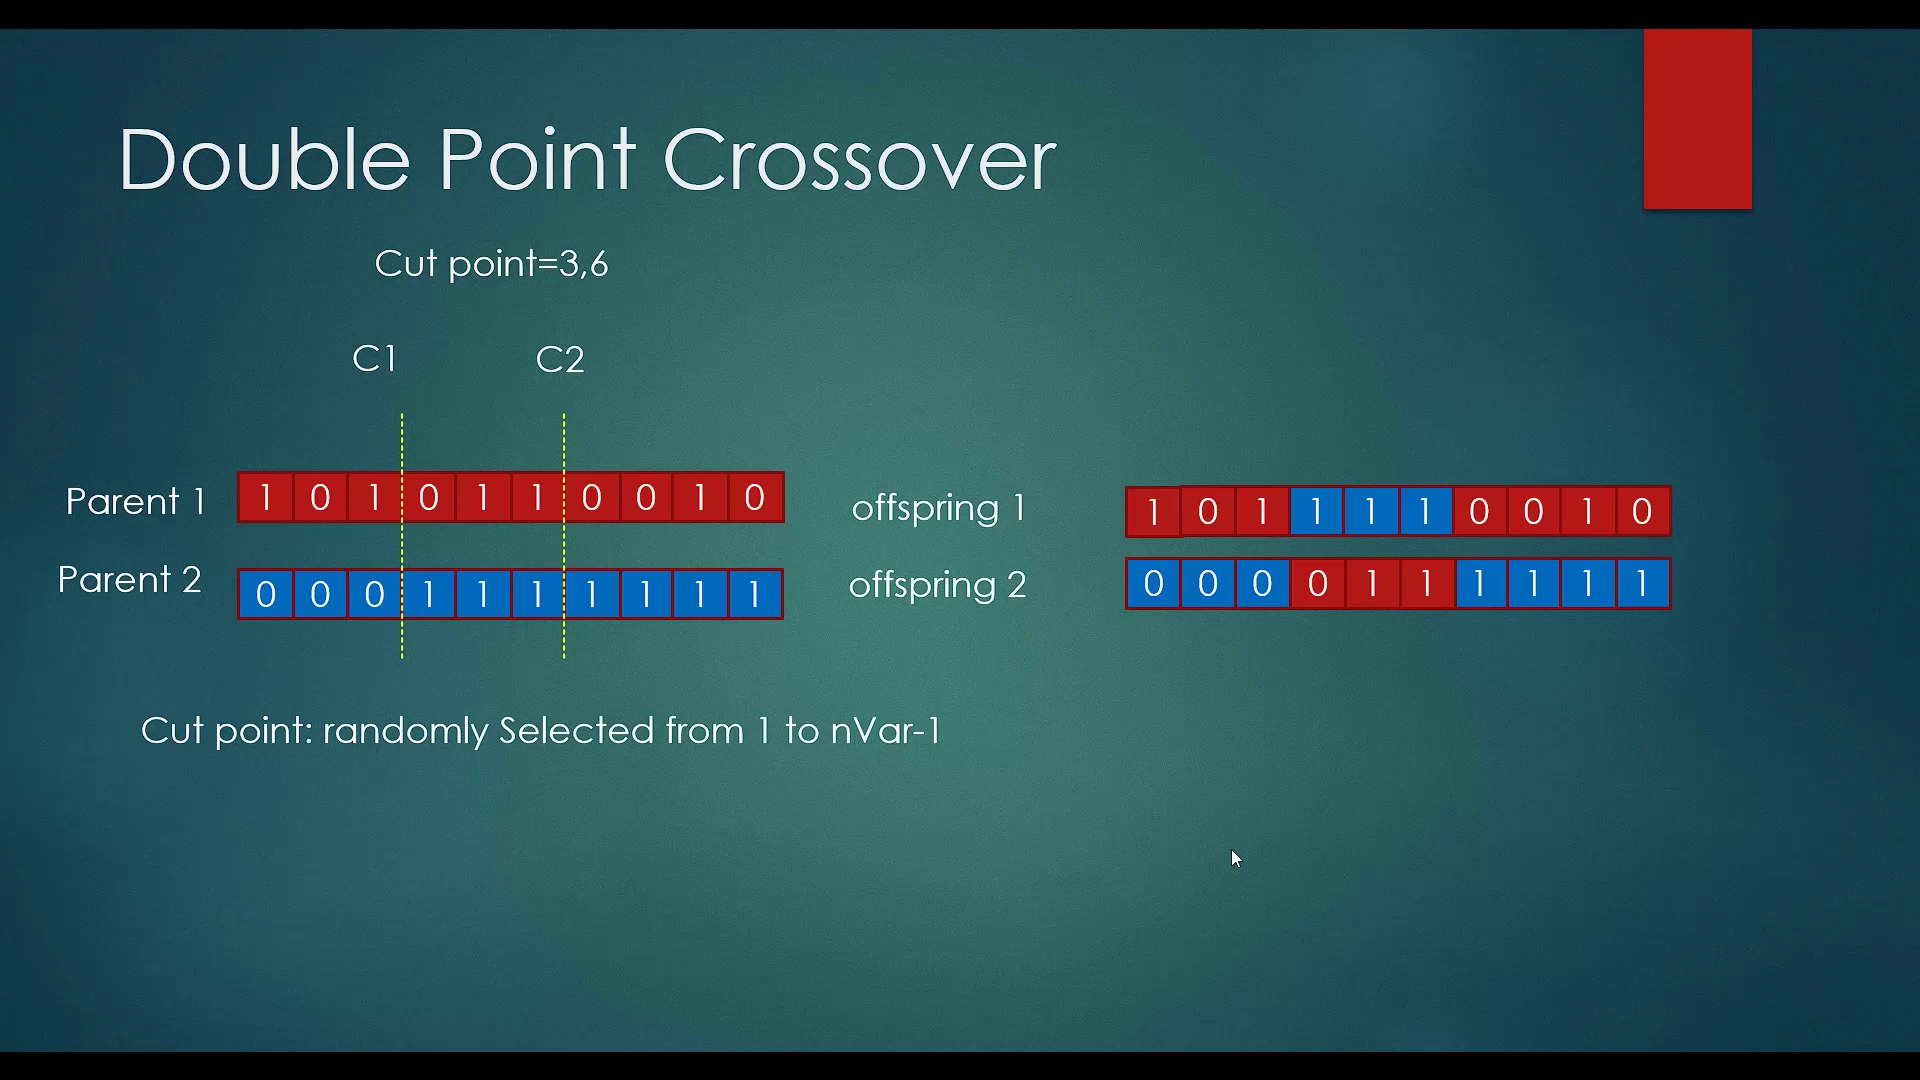 Double Point Crossover
Cut point=3,6
C1 C2
Parent 1 1 0 1 0 1 1 0 0 1 0
offspring 1 1 0 1 1 1 1 0 0 1 0
Parent 2 0 0 0 1 1 1 1 1 1 1
offspring 2 0 0 0 0 1 1 1 1 1 1
Cut point: randomly Selected from 1 to nVar-1